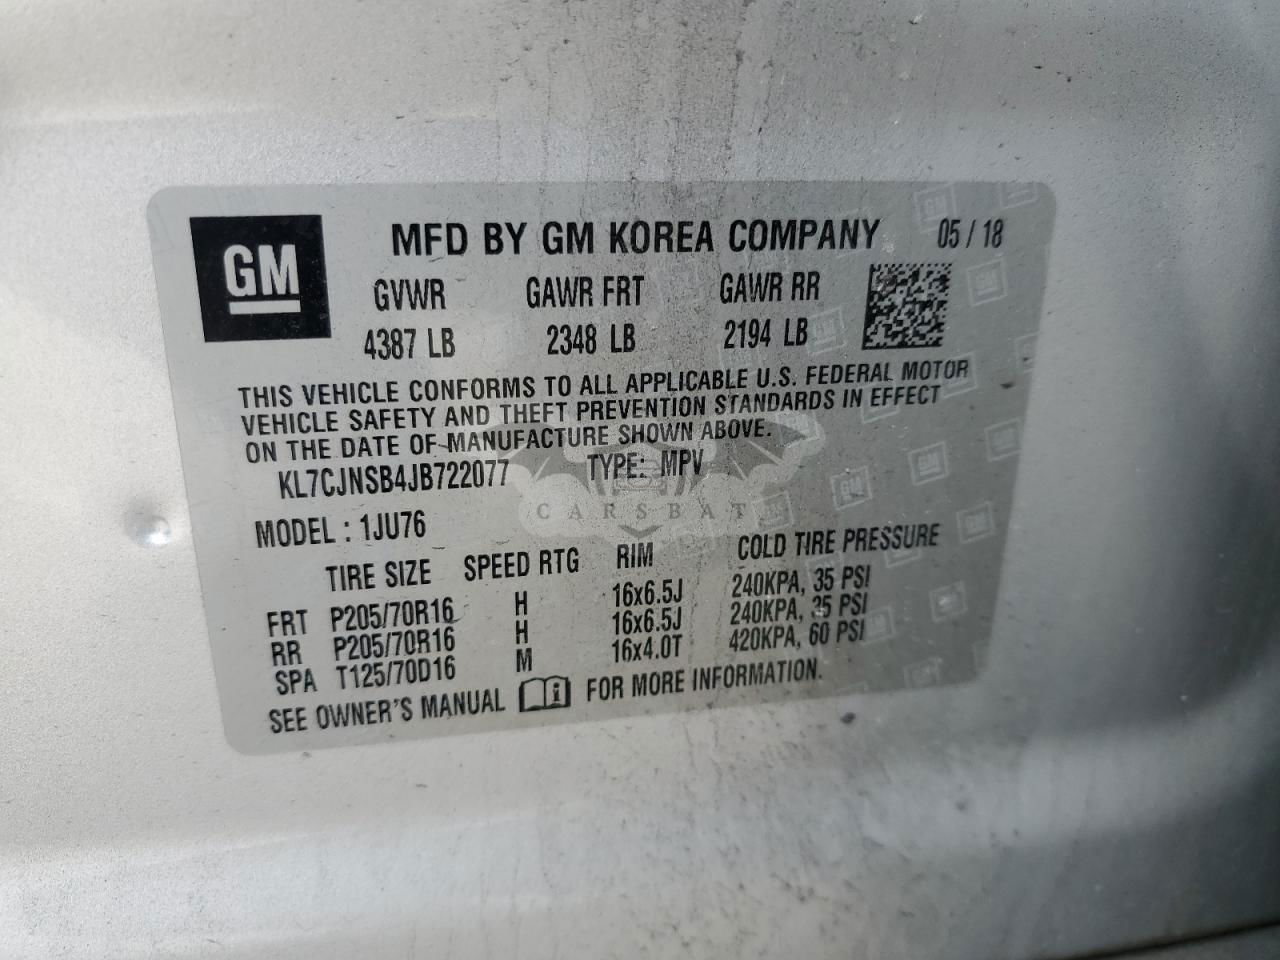 GM MFD BY GM KOREA COMPANY 05 / 18
GVWR GAWR FRT GAWR RR
4387 LB 2348 LB 2194 LB
THIS VEHICLE CONFORMS TO ALL APPLICABLE U.S. FEDERAL MOTOR
VEHICLE SAFETY AND THEFT PREVENTION STANDARDS IN EFFECT
ON THE DATE OF MANUFACTURE SHOWN ABOVE.
KL7CJNSB4JB722077 TYPE: MPV
CARSBAT
MODEL : 1JU76
TIRE SIZE SPEED RTG RIM COLD TIRE PRESSURE
FRT P205/70R16 H 16x6.5J 240KPA, 35 PSI
RR P205/70R16 H 16x6.5J 240KPA, 35 PSI
SPA T125/70D16 M 16x4.0T 420KPA, 60 PSI
SEE OWNER'S MANUAL FOR MORE INFORMATION.